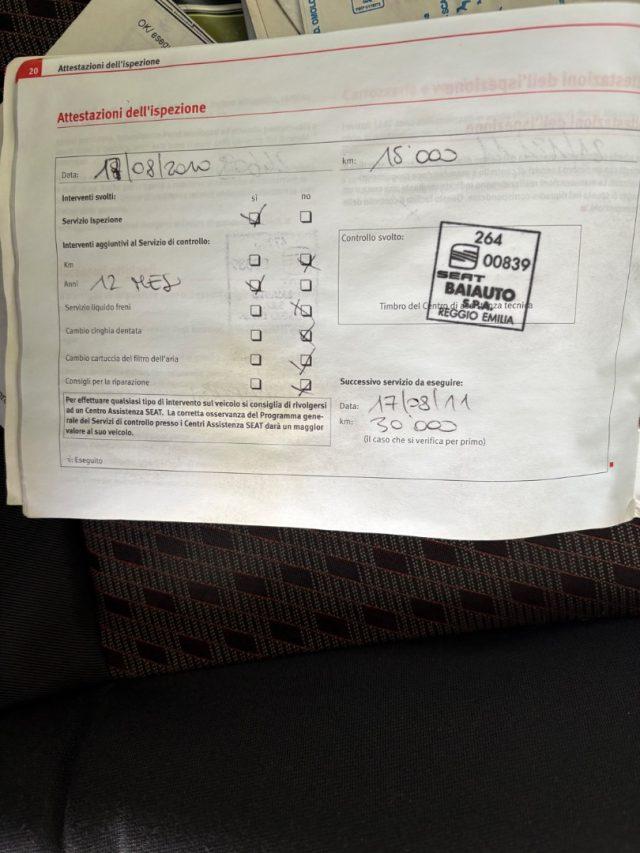 OK/ eseg
20 Attestazioni dell'ispezione
Attestazioni dell'ispezione
Data: 18/08/2010 km: 15'000
Interventi svolti: sì no
Servizio Ispezione
Interventi aggiuntivi al Servizio di controllo:
Km
Anni 12 MESI
Servizio liquido freni
Cambio cinghia dentata
Cambio cartuccia del filtro dell'aria
Consigli per la riparazione
Per effettuare qualsiasi tipo di intervento sul veicolo si consiglia di rivolgersi
ad un Centro Assistenza SEAT. La corretta osservanza del Programma gene-
rale dei Servizi di controllo presso i Centri Assistenza SEAT darà un maggior
valore al suo veicolo.
√: Eseguito
Controllo svolto:
264
00839
SEAT
BAIAUTO
S.P.A.
REGGIO EMILIA
Timbro del Centro di assistenza tecnica
Successivo servizio da eseguire:
Data: 17/08/11
km: 30'000
(Il caso che si verifica per primo)